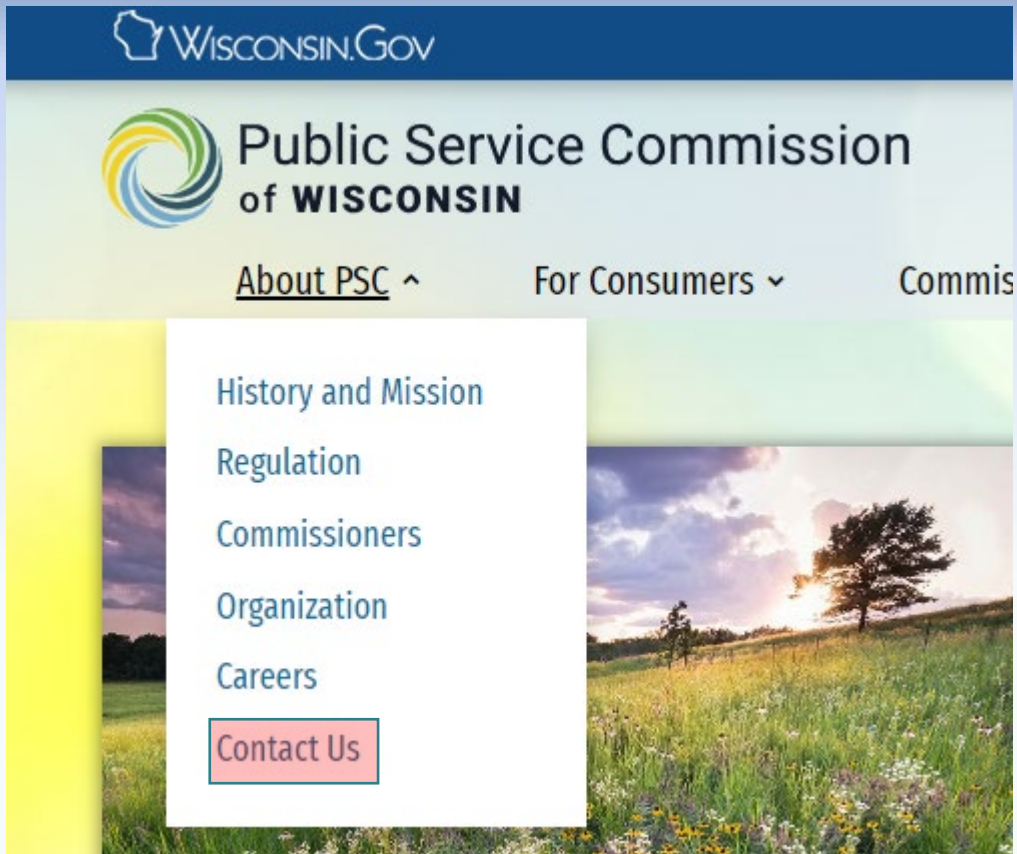 WISCONSIN.GOV
Public Service Commission
of WISCONSIN
About PSC For Consumers Commis
History and Mission
Regulation
Commissioners
Organization
Careers
Contact Us